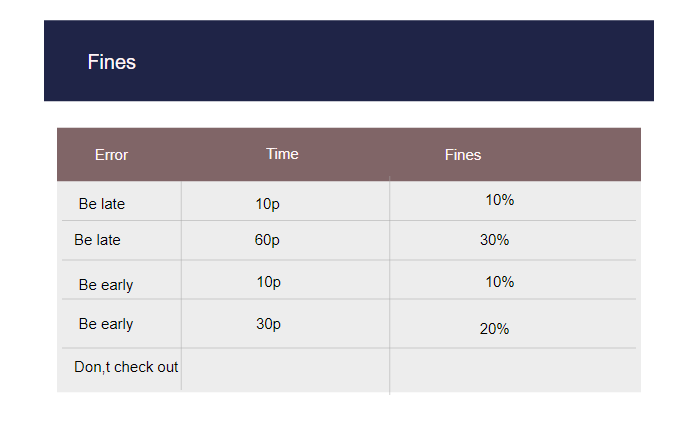 Fines
Error Time Fines
Be late 10p 10%
Be late 60p 30%
Be early 10p 10%
Be early 30p 20%
Don,t check out